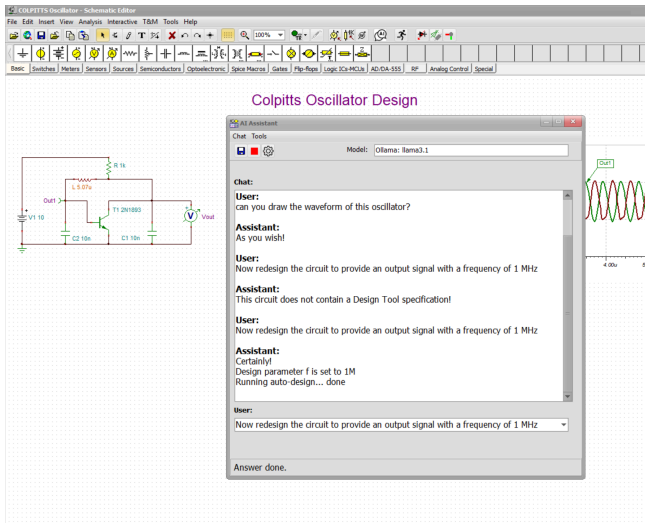 COLPITTS Oscillator - Schematic Editor
File Edit Insert View Analysis Interactive T&M Tools Help
100%
Basic Switches Meters Sensors Sources Semiconductors Optoelectronic Spice Macros Gates Flip-flops Logic ICs-MCUs AD/DA-555 RF Analog Control Special
Colpitts Oscillator Design
AI Assistant
Chat Tools
Model: Ollama: llama3.1
Chat:
User:
can you draw the waveform of this oscillator?
Assistant:
As you wish!
User:
Now redesign the circuit to provide an output signal with a frequency of 1 MHz
Assistant:
This circuit does not contain a Design Tool specification!
User:
Now redesign the circuit to provide an output signal with a frequency of 1 MHz
Assistant:
Certainly!
Design parameter f is set to 1M
Running auto-design... done
User:
Now redesign the circuit to provide an output signal with a frequency of 1 MHz
Answer done.
R 1k
L 5.07u
Out1
T1 2N1893
V1 10
V
Vout
C2 10n
C1 10n
Out1
4.00u